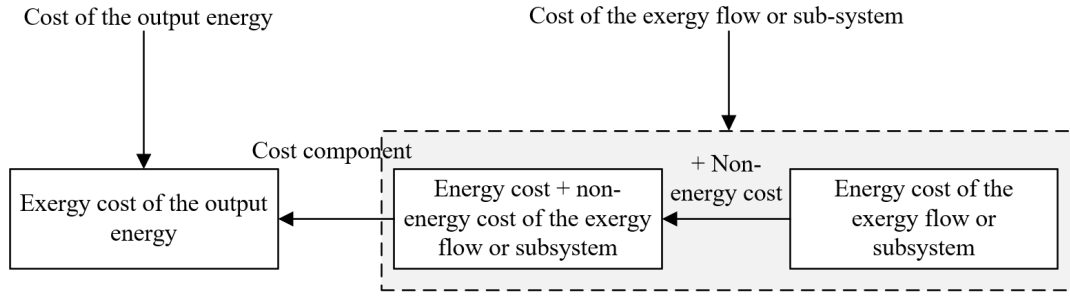 Cost of the output energy
Cost of the exergy flow or sub-system
Cost component
+ Non-
energy cost
Exergy cost of the output
energy
Energy cost + non-
energy cost of the exergy
flow or subsystem
Energy cost of the
exergy flow or
subsystem